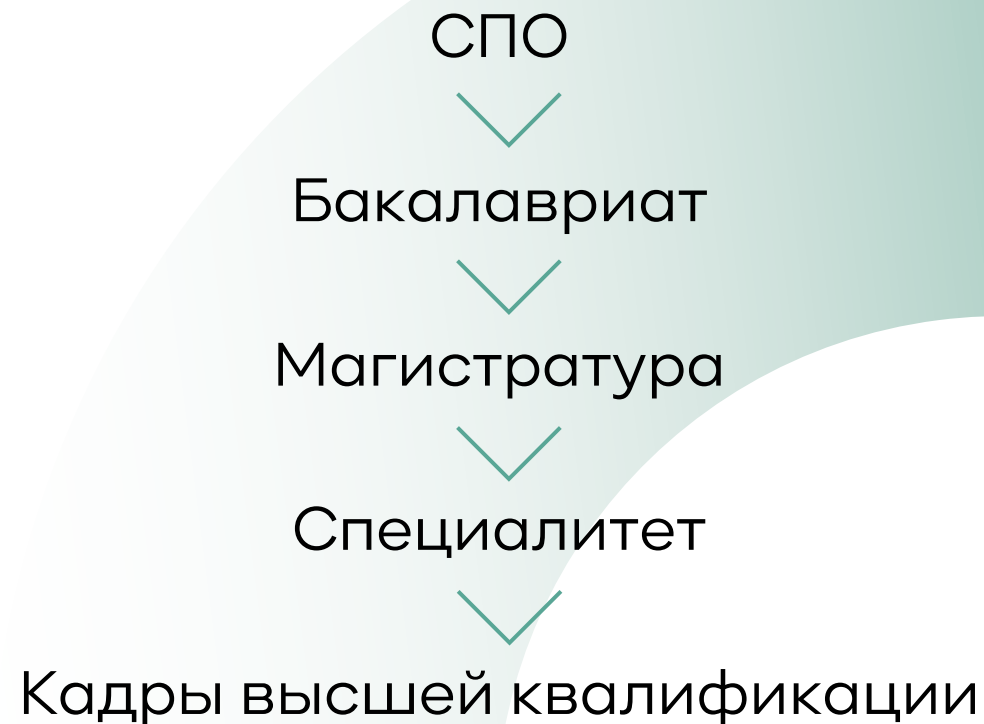 СПО
Бакалавриат
Магистратура
Специалитет
Кадры высшей квалификации